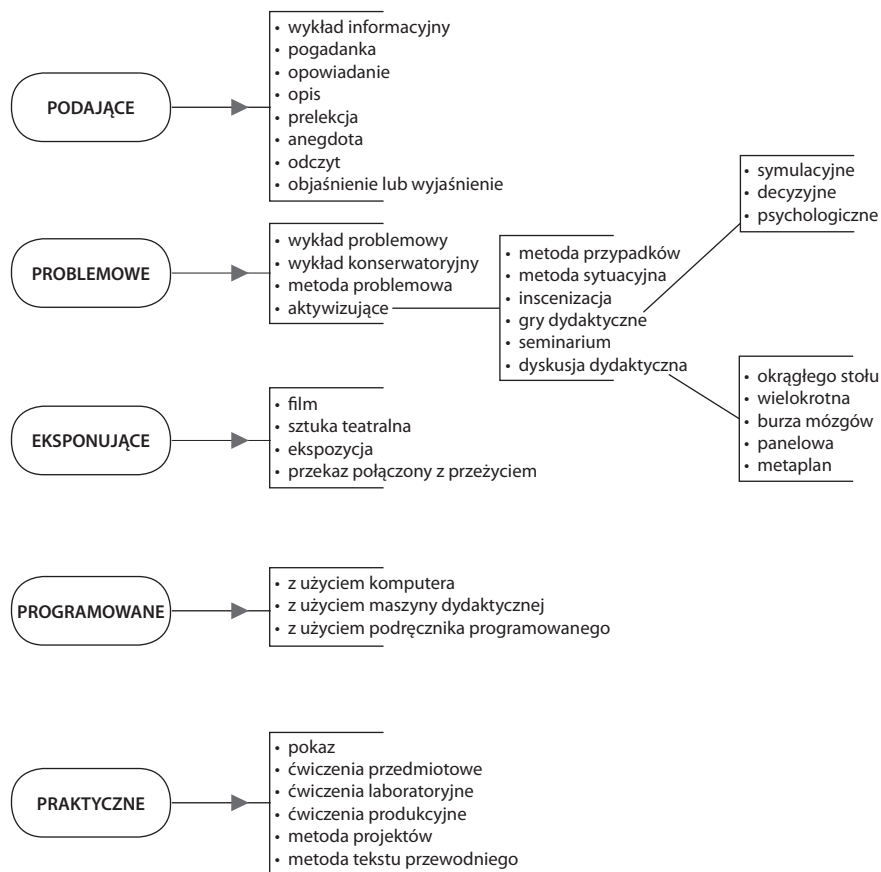 PODAJĄCE
• wykład informacyjny
• pogadanka
• opowiadanie
• opis
• prelekcja
• anegdota
• odczyt
• objaśnienie lub wyjaśnienie
PROBLEMOWE
• wykład problemowy
• wykład konserwatoryjny
• metoda problemowa
• aktywizujące
• metoda przypadków
• metoda sytuacyjna
• inscenizacja
• gry dydaktyczne
• seminarium
• dyskusja dydaktyczna
• symulacyjne
• decyzyjne
• psychologiczne
• okrągłego stołu
• wielokrotna
• burza mózgów
• panelowa
• metaplan
EKSPONUJĄCE
• film
• sztuka teatralna
• ekspozycja
• przekaz połączony z przeżyciem
PROGRAMOWANE
• z użyciem komputera
• z użyciem maszyny dydaktycznej
• z użyciem podręcznika programowanego
PRAKTYCZNE
• pokaz
• ćwiczenia przedmiotowe
• ćwiczenia laboratoryjne
• ćwiczenia produkcyjne
• metoda projektów
• metoda tekstu przewodniego